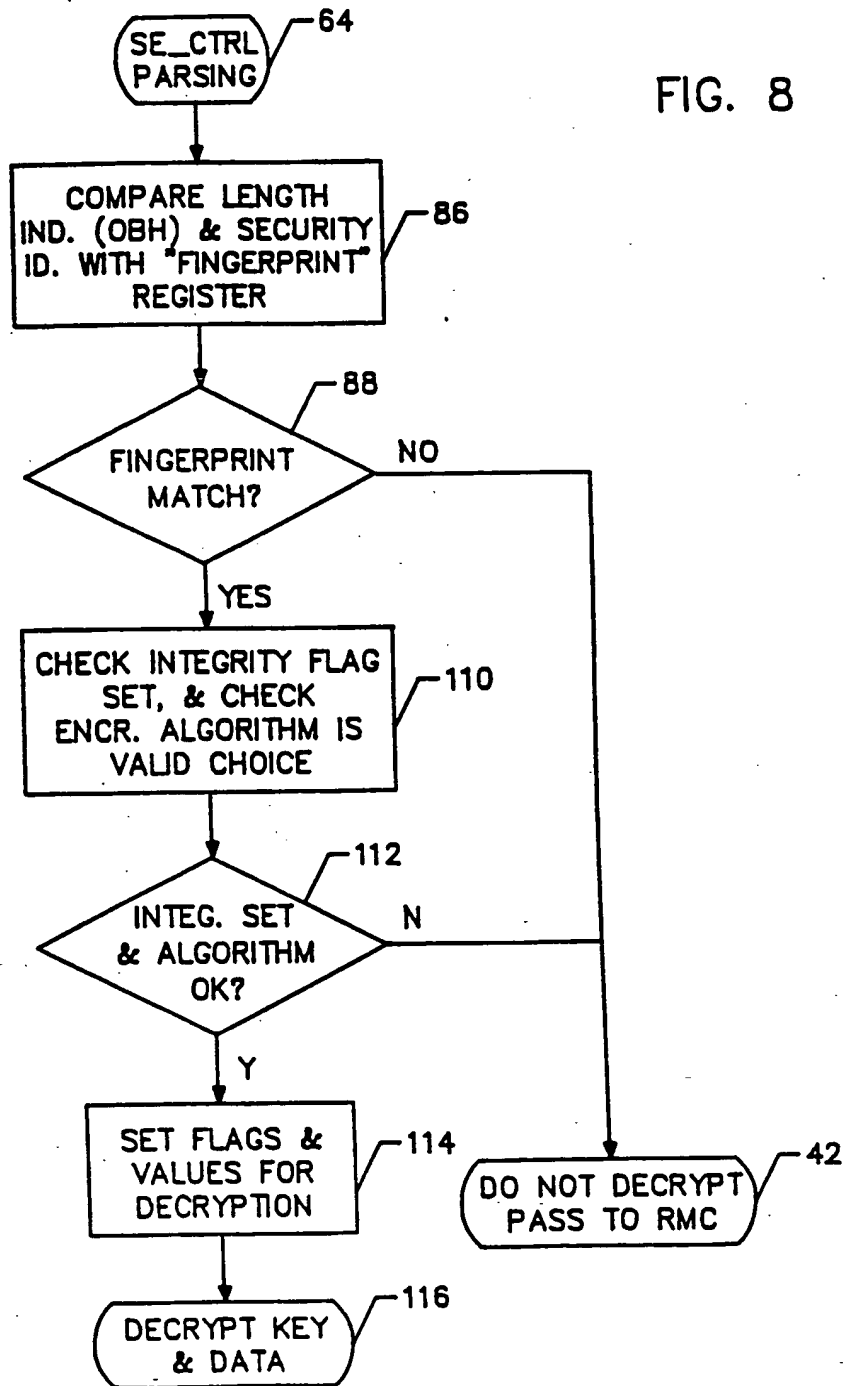 64
SE_CTRL
PARSING
FIG. 8
COMPARE LENGTH
IND. (OBH) & SECURITY
ID. WITH "FINGERPRINT"
REGISTER
86
88
FINGERPRINT
MATCH?
NO
YES
CHECK INTEGRITY FLAG
SET, & CHECK
ENCR. ALGORITHM IS
VALID CHOICE
110
112
INTEG. SET
& ALGORITHM
OK?
N
Y
SET FLAGS &
VALUES FOR
DECRYPTION
114
42
DO NOT DECRYPT
PASS TO RMC
116
DECRYPT KEY
& DATA